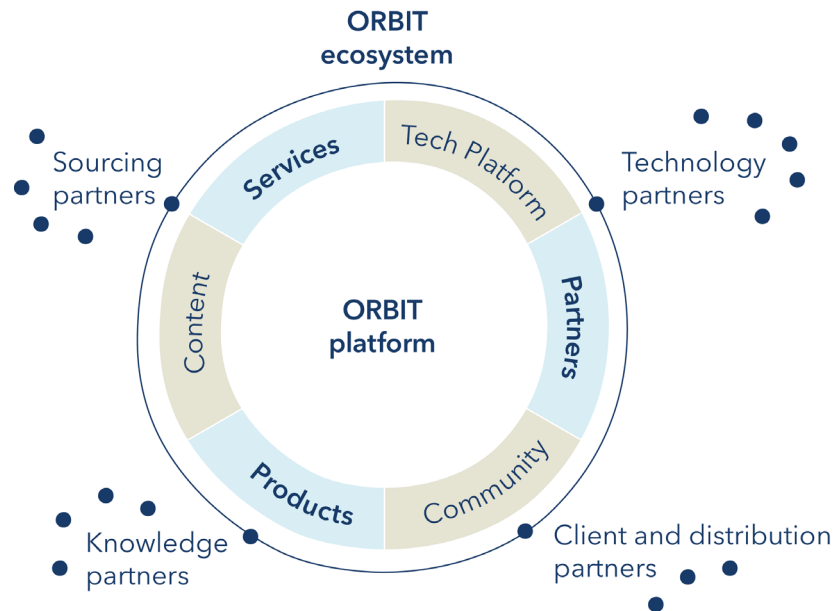 ORBIT
ecosystem
Sourcing
partners
Services
Tech Platform
Technology
partners
Content
ORBIT
platform
Partners
Products
Community
Knowledge
partners
Client and distribution
partners